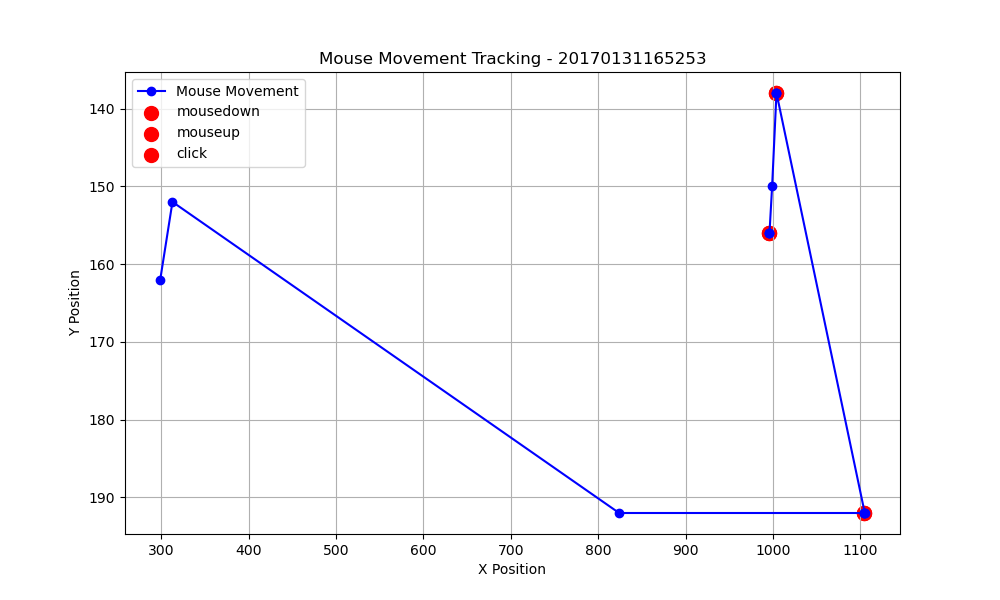 Mouse Movement Tracking - 20170131165253
Mouse Movement
mousedown
mouseup
click
140
150
160
170
180
190
Y Position
300 400 500 600 700 800 900 1000 1100
X Position